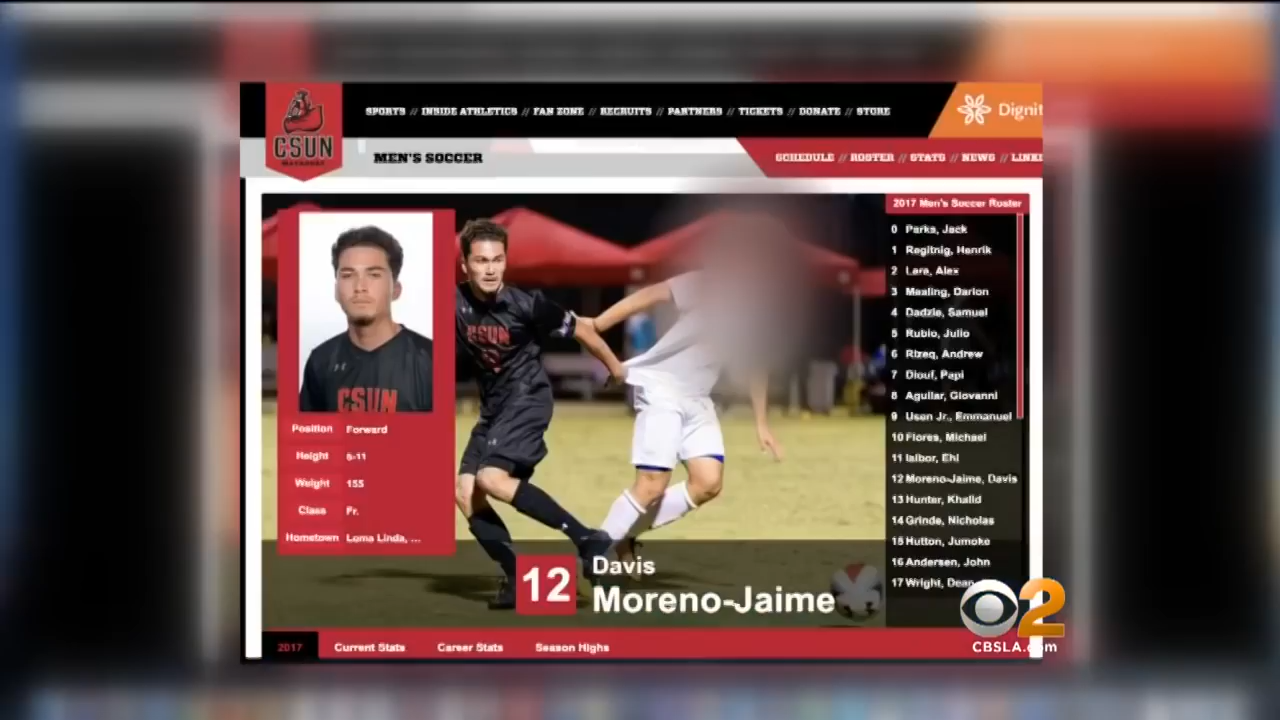 SPORTS // INSIDE ATHLETICS // FAN ZONE // RECRUITS // PARTNERS // TICKETS // DONATE // STORE
Dignit
CSUN
MATADORS
MEN'S SOCCER
SCHEDULE // ROSTER // STATS // NEWS // LINKS
2017 Men's Soccer Roster
0 Parks, Jack
1 Regitnig, Henrik
2 Lara, Alex
3 Mealing, Darion
4 Dadzie, Samuel
5 Rubio, Julio
6 Rizeq, Andrew
7 Diouf, Papi
8 Aguilar, Giovanni
9 Usen Jr., Emmanuel
10 Flores, Michael
11 Isibor, Ehi
12 Moreno-Jaime, Davis
13 Hunter, Khalid
14 Grinde, Nicholas
15 Hutton, Jumoke
16 Andersen, John
17 Wright, Dean
CSUN
CSUN
Position Forward
Height 5-11
Weight 155
Class Fr.
Hometown Loma Linda, ...
12
Davis
Moreno-Jaime
2017 Current Stats Career Stats Season Highs
2
CBSLA.com